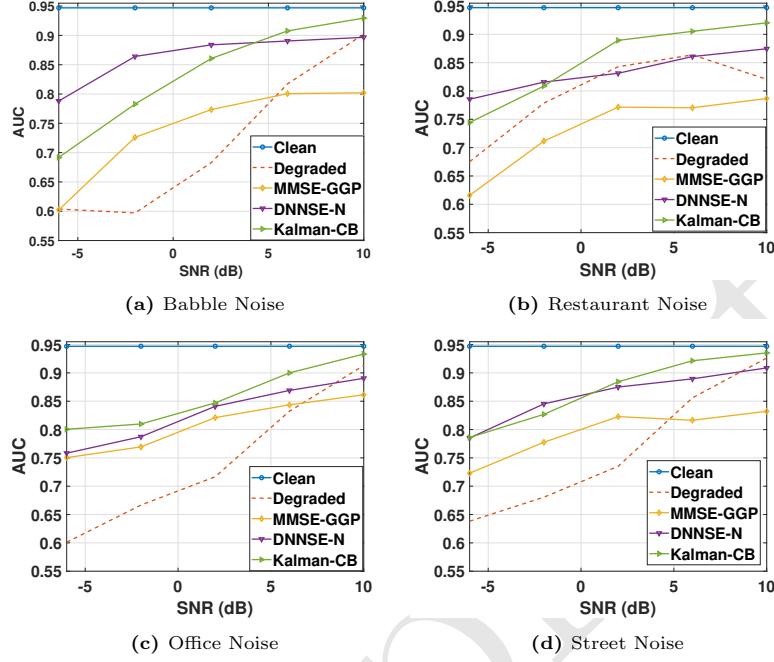 0.95
0.9
0.85
0.8
0.75
0.7
0.65
0.6
0.55
AUC
-5 0 5 10
SNR (dB)
Clean
Degraded
MMSE-GGP
DNNSE-N
Kalman-CB
(a) Babble Noise
0.95
0.9
0.85
0.8
0.75
0.7
0.65
0.6
0.55
AUC
-5 0 5 10
SNR (dB)
Clean
Degraded
MMSE-GGP
DNNSE-N
Kalman-CB
(b) Restaurant Noise
0.95
0.9
0.85
0.8
0.75
0.7
0.65
0.6
0.55
AUC
-5 0 5 10
SNR (dB)
Clean
Degraded
MMSE-GGP
DNNSE-N
Kalman-CB
(c) Office Noise
0.95
0.9
0.85
0.8
0.75
0.7
0.65
0.6
0.55
AUC
-5 0 5 10
SNR (dB)
Clean
Degraded
MMSE-GGP
DNNSE-N
Kalman-CB
(d) Street Noise